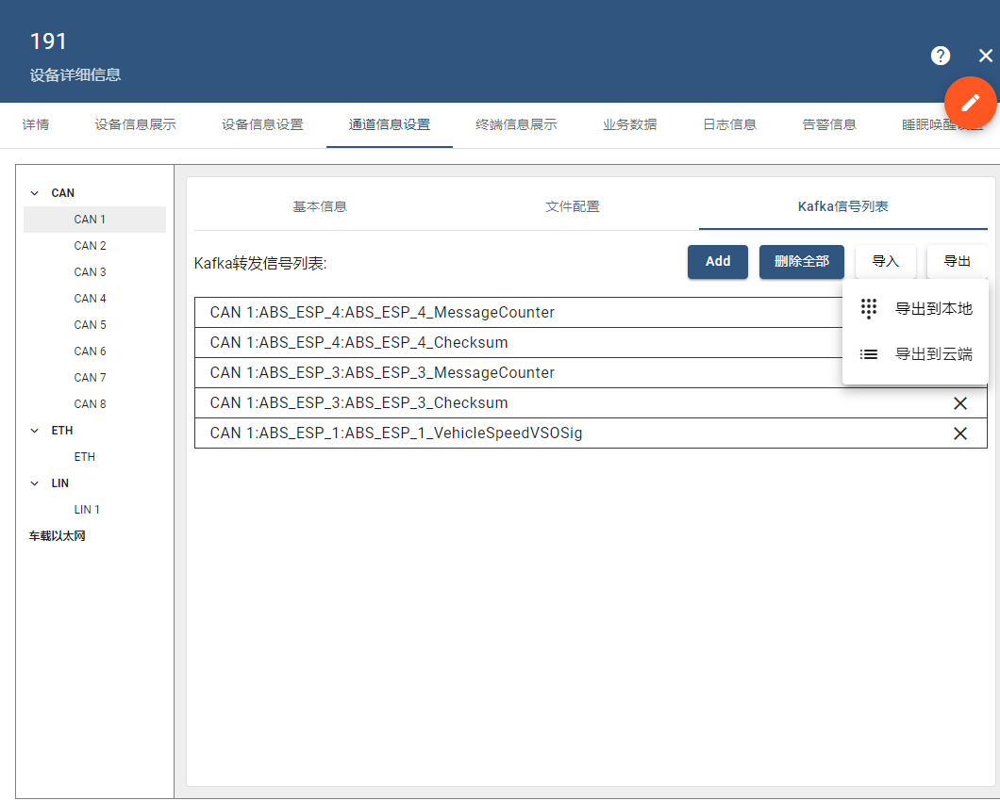 191
设备详细信息
详情 设备信息展示 设备信息设置 通道信息设置 终端信息展示 业务数据 日志信息 告警信息 睡眠唤醒设置
基本信息 文件配置 Kafka信号列表
Kafka转发信号列表: Add 删除全部 导入 导出
导出到本地
导出到云端
CAN 1:ABS_ESP_4:ABS_ESP_4_MessageCounter
CAN 1:ABS_ESP_4:ABS_ESP_4_Checksum
CAN 1:ABS_ESP_3:ABS_ESP_3_MessageCounter
CAN 1:ABS_ESP_3:ABS_ESP_3_Checksum
CAN 1:ABS_ESP_1:ABS_ESP_1_VehicleSpeedVSOSig
CAN
CAN 1
CAN 2
CAN 3
CAN 4
CAN 5
CAN 6
CAN 7
CAN 8
ETH
ETH
LIN
LIN 1
车载以太网